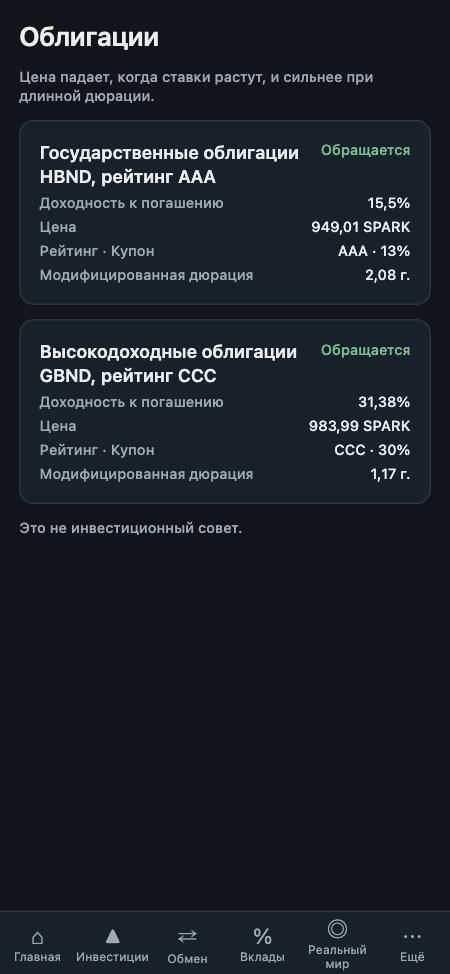 Облигации
Цена падает, когда ставки растут, и сильнее при
длинной дюрации.
Государственные облигации
HBND, рейтинг AAA
Обращается
Доходность к погашению 15,5%
Цена 949,01 SPARK
Рейтинг · Купон AAA · 13%
Модифицированная дюрация 2,08 г.
Высокодоходные облигации
GBND, рейтинг CCC
Обращается
Доходность к погашению 31,38%
Цена 983,99 SPARK
Рейтинг · Купон CCC · 30%
Модифицированная дюрация 1,17 г.
Это не инвестиционный совет.
Главная
Инвестиции
Обмен
%
Вклады
Реальный
мир
Ещё